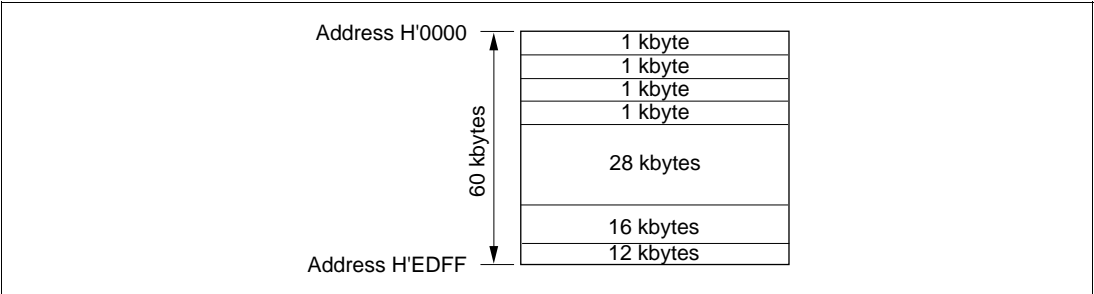 Address H'0000
1 kbyte
1 kbyte
1 kbyte
1 kbyte
60 kbytes
28 kbytes
16 kbytes
12 kbytes
Address H'EDFF